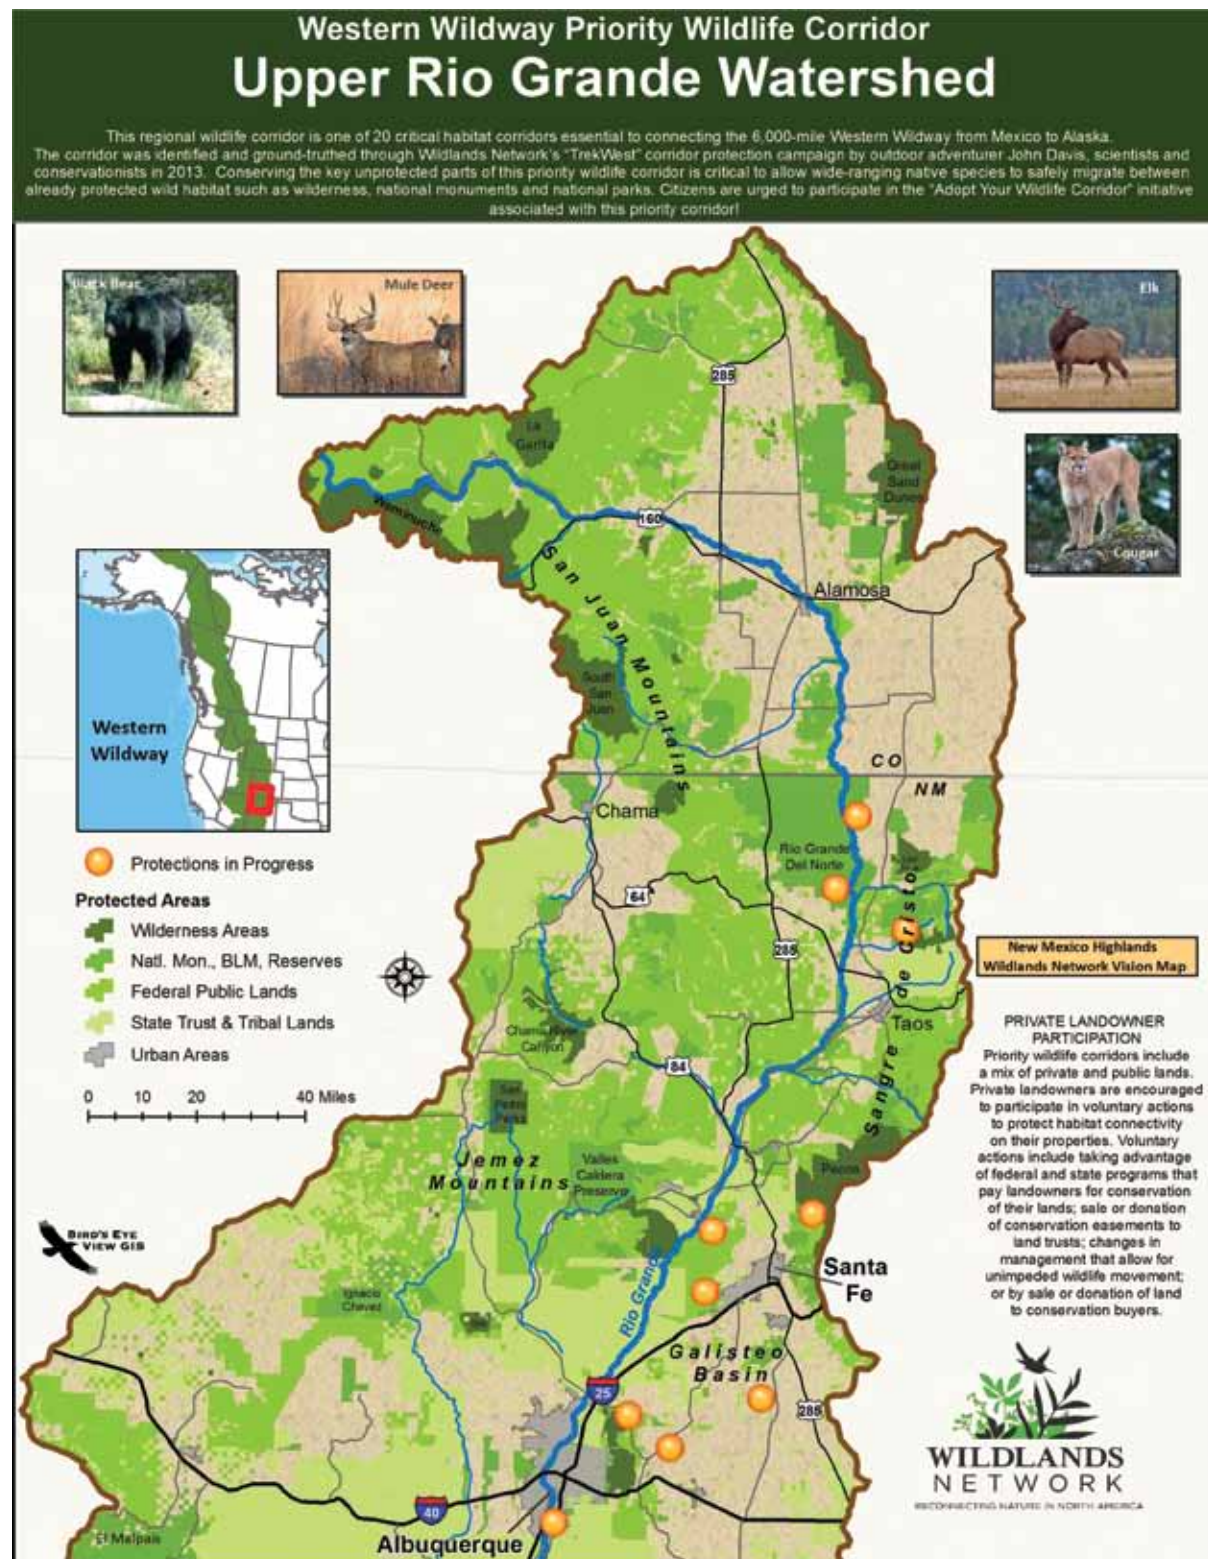 Western Wildway Priority Wildlife Corridor
Upper Rio Grande Watershed
This regional wildlife corridor is one of 20 critical habitat corridors essential to connecting the 6,000-mile Western Wildway from Mexico to Alaska.
The corridor was identified and ground-truthed through Wildlands Network's "TrekWest" corridor protection campaign by outdoor adventurer John Davis, scientists and
conservationists in 2013. Conserving the key unprotected parts of this priority wildlife corridor is critical to allow wide-ranging native species to safely migrate between
already protected wild habitat such as wilderness, national monuments and national parks. Citizens are urged to participate in the "Adopt Your Wildlife Corridor" initiative
associated with this priority corridor!
Black Bear
Mule Deer
Elk
Cougar
285
La
Garita
Great
Sand
Dunes
Weminuche
160
San Juan Mountains
Alamosa
South
San
Juan
Western
Wildway
CO
NM
Chama
Rio Grande
Del Norte
64
285
Sangre de Cristo
Taos
Protections in Progress
Protected Areas
Wilderness Areas
Natl. Mon., BLM, Reserves
Federal Public Lands
State Trust & Tribal Lands
Urban Areas
0 10 20 40 Miles
New Mexico Highlands
Wildlands Network Vision Map
Chama River
Canyon
84
San
Pedro
Parks
Jemez
Mountains
Valles
Caldera
Preserve
Pecos
PRIVATE LANDOWNER
PARTICIPATION
Priority wildlife corridors include
a mix of private and public lands.
Private landowners are encouraged
to participate in voluntary actions
to protect habitat connectivity
on their properties. Voluntary
actions include taking advantage
of federal and state programs that
pay landowners for conservation
of their lands; sale or donation
of conservation easements to
land trusts; changes in
management that allow for
unimpeded wildlife movement;
or by sale or donation of land
to conservation buyers.
BIRD'S EYE
VIEW GIS
Rio Grande
Santa
Fe
Ignacio
Chavez
Galisteo
Basin
25
285
40
El Malpais
Albuquerque
WILDLANDS
NETWORK
RECONNECTING NATURE IN NORTH AMERICA